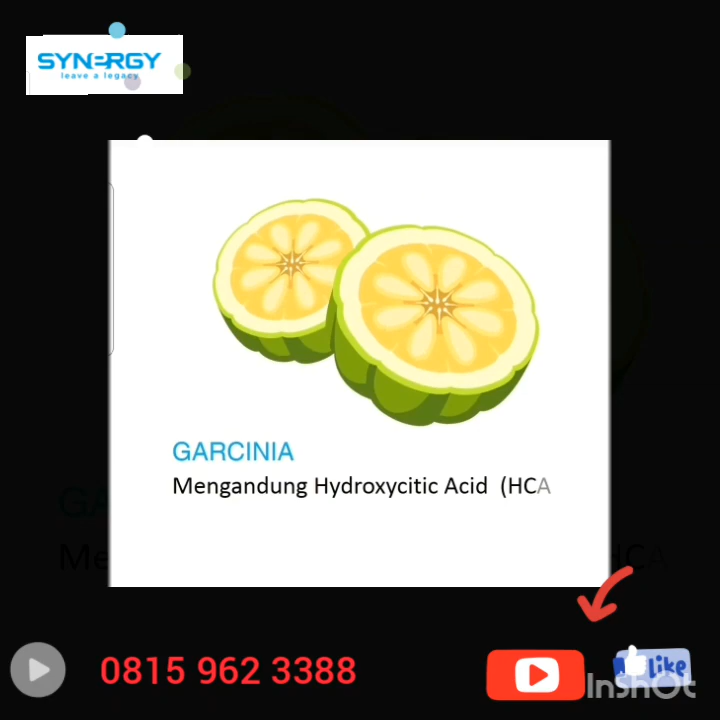 SYNERGY
leave a legacy
GARCINIA
Mengandung Hydroxycitic Acid (HCA
0815 962 3388
like
InShOt